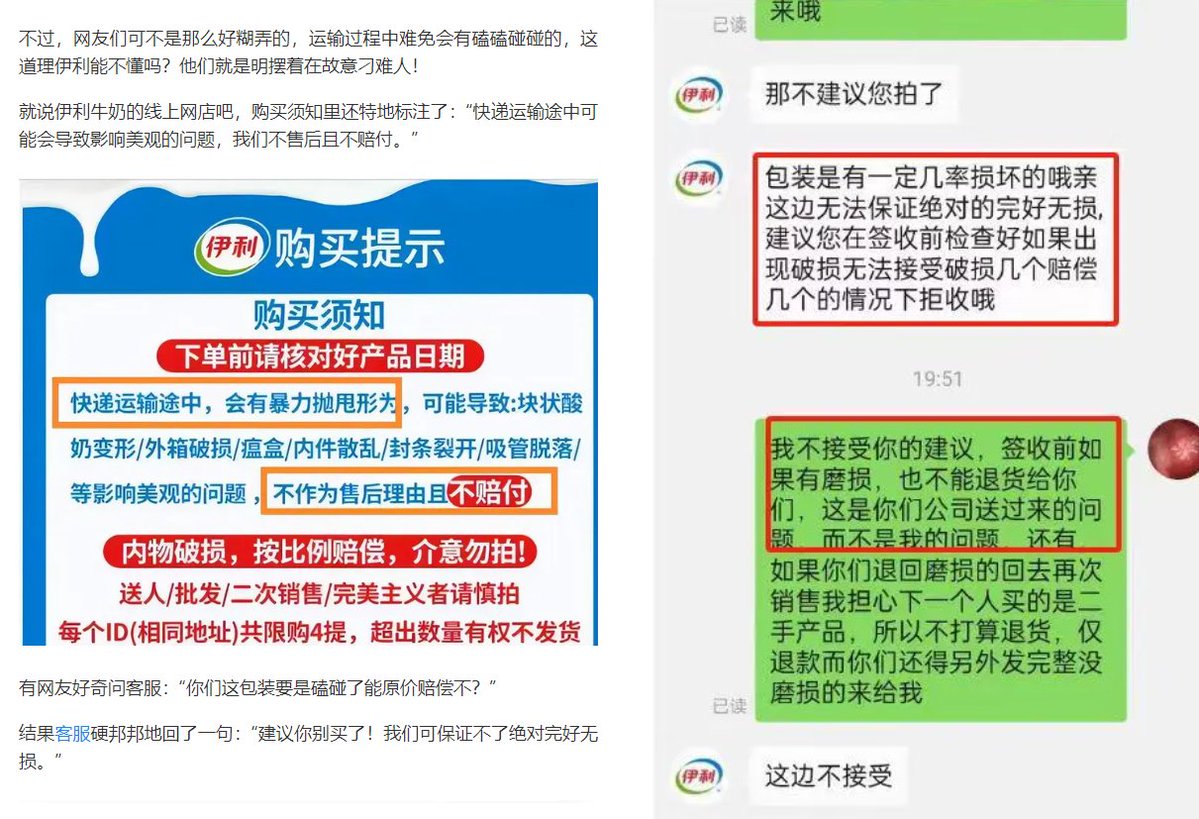 不过，网友们可不是那么好糊弄的，运输过程中难免会有磕磕碰碰的，这
道理伊利能不懂吗？他们就是明摆着在故意刁难人！
就说伊利牛奶的线上网店吧，购买须知里还特地标注了：“快递运输途中可
能会导致影响美观的问题，我们不售后且不赔付。”
伊利 购买提示
购买须知
下单前请核对好产品日期
快递运输途中，会有暴力抛甩形为，可能导致:块状酸
奶变形/外箱破损/瘟盒/内件散乱/封条裂开/吸管脱落/
等影响美观的问题，不作为售后理由且不赔付
内物破损，按比例赔偿，介意勿拍!
送人/批发/二次销售/完美主义者请慎拍
每个ID(相同地址)共限购4提，超出数量有权不发货
有网友好奇问客服：“你们这包装要是磕碰了能原价赔偿不？”
结果客服硬邦邦地回了一句：“建议你别买了！我们可保证不了绝对完好无
损。”
来哦
已读
伊利
那不建议您拍了
伊利
包装是有一定几率损坏的哦亲
这边无法保证绝对的完好无损,
建议您在签收前检查好如果出
现破损无法接受破损几个赔偿
几个的情况下拒收哦
19:51
我不接受你的建议，签收前如
果有磨损，也不能退货给你
们，这是你们公司送过来的问
题，而不是我的问题，还有，
如果你们退回磨损的回去再次
销售我担心下一个人买的是二
手产品，所以不打算退货，仅
退款而你们还得另外发完整没
磨损的来给我
已读
伊利
这边不接受